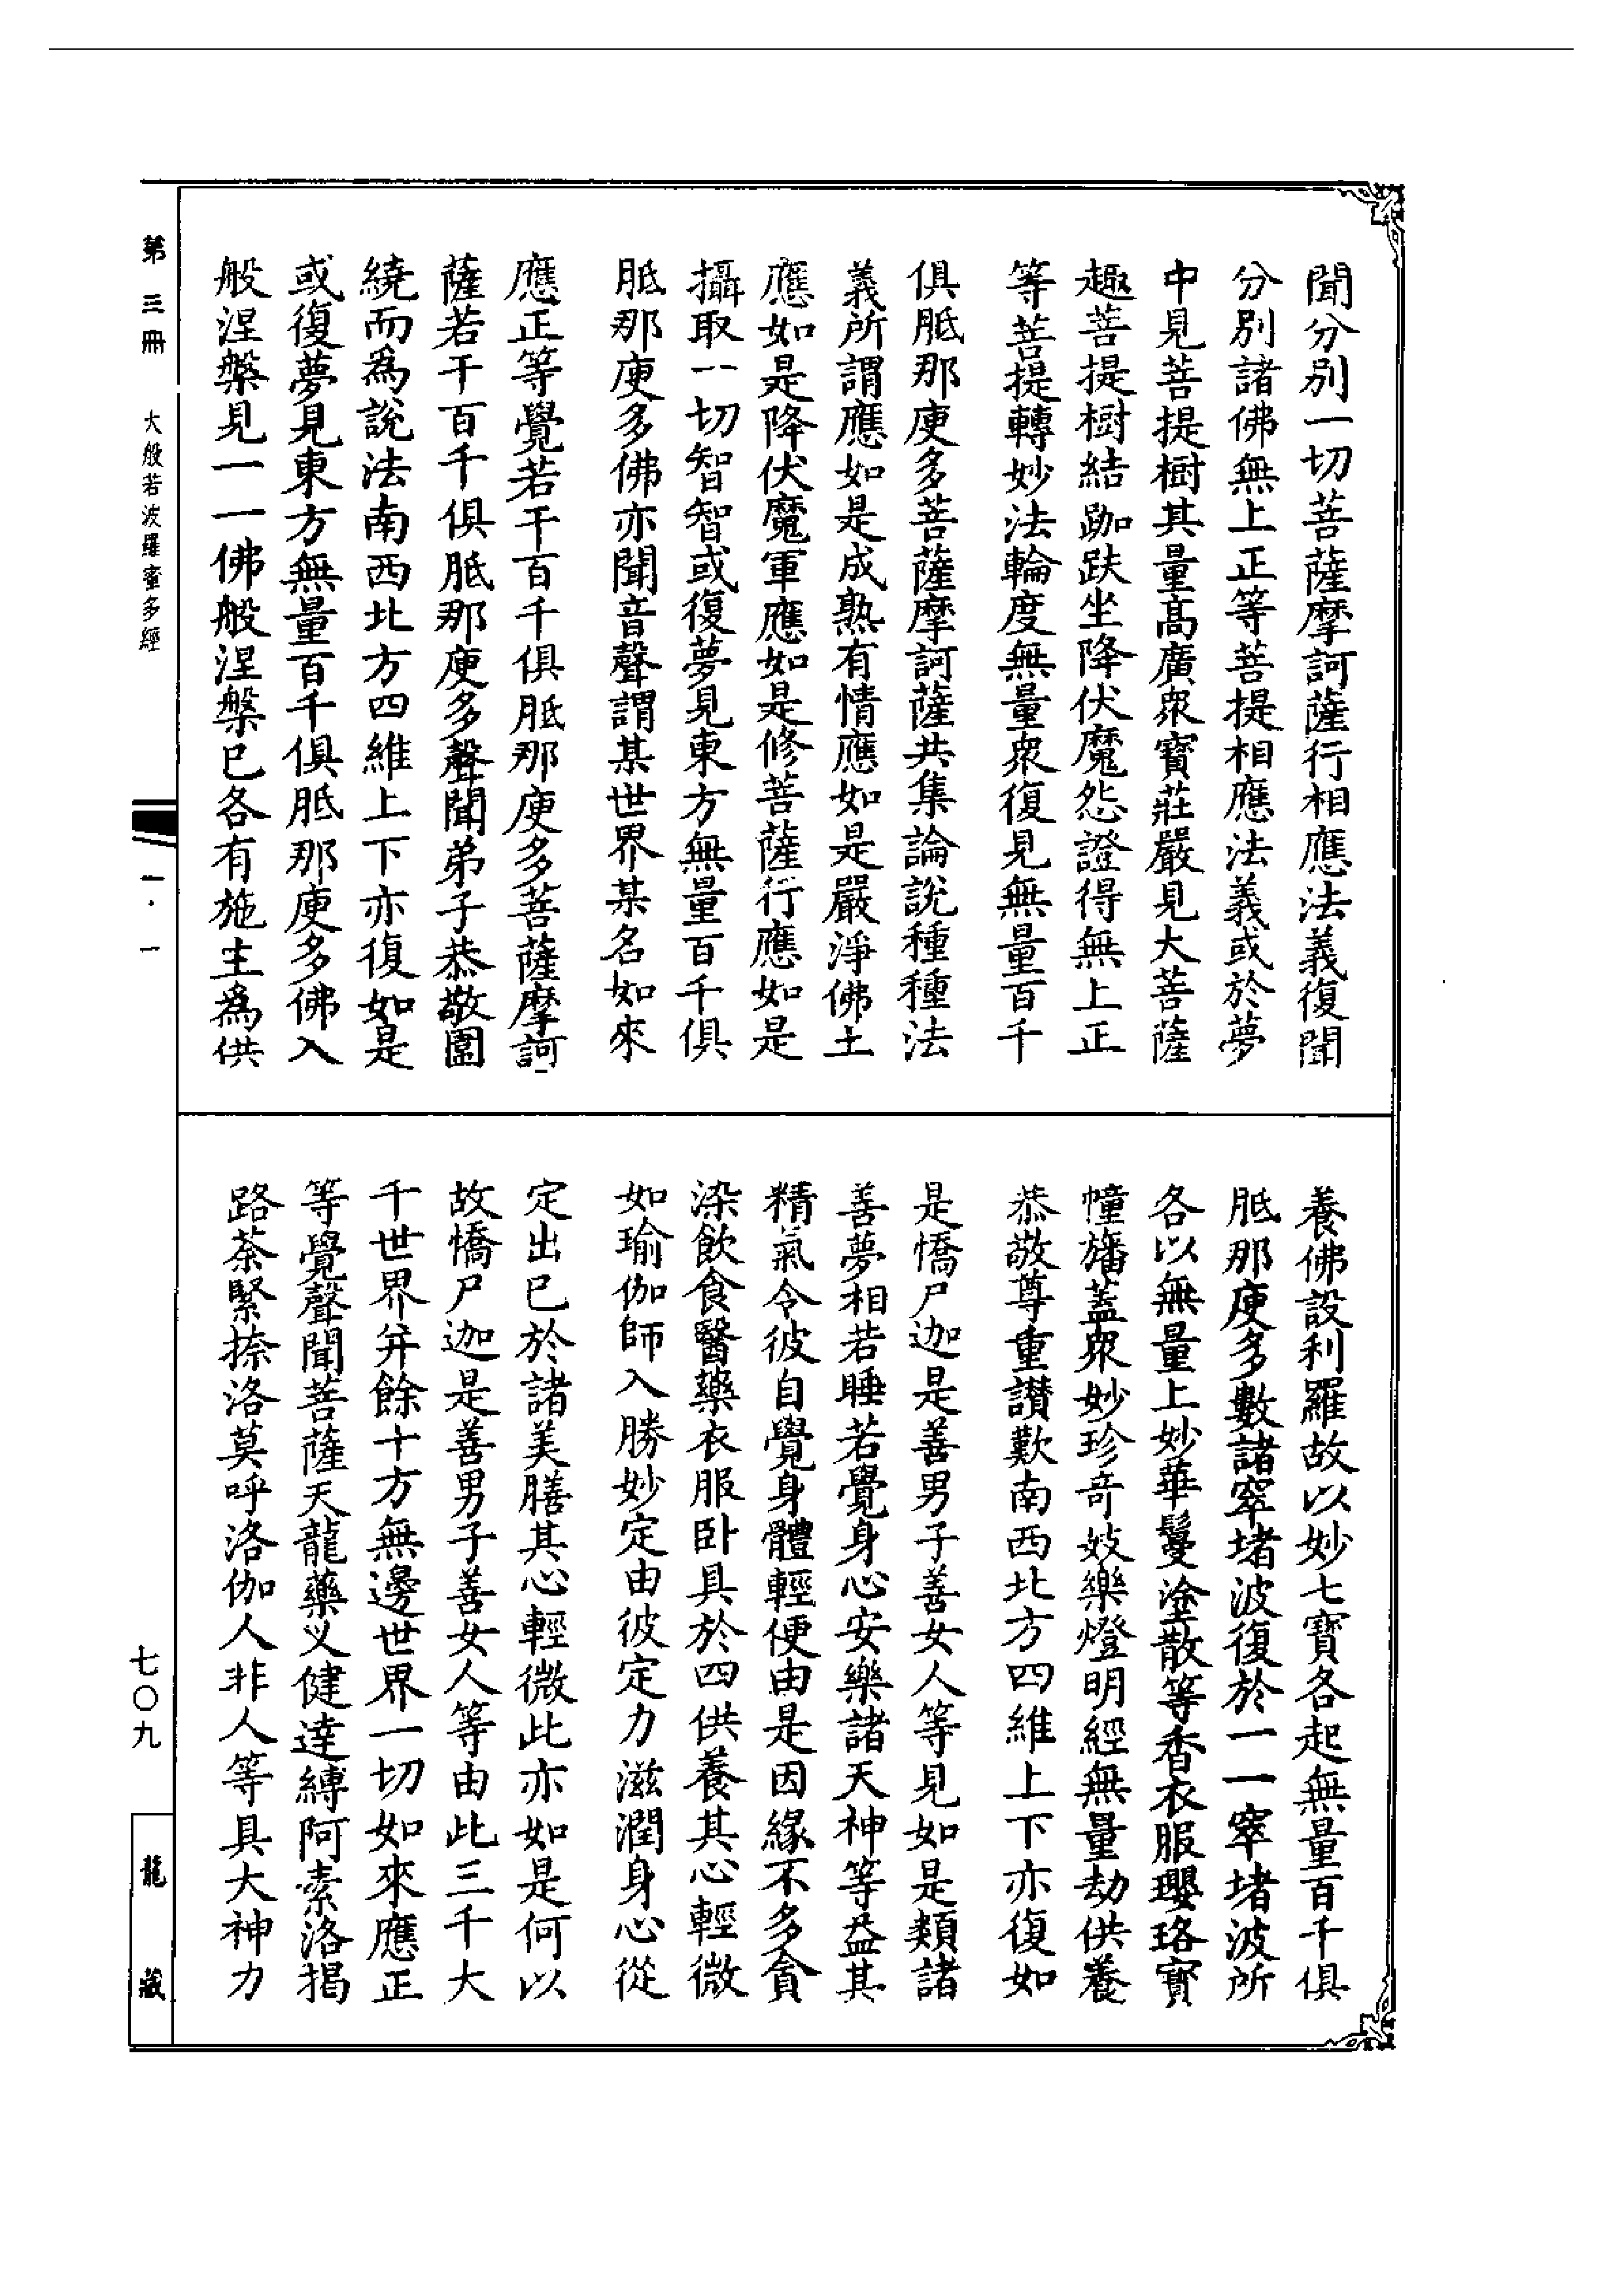 聞分別一切菩薩摩訶薩行相應法義復聞
分別諸佛無上正等菩提相應法義或於夢
中見菩提樹其量高廣眾寶莊嚴見大菩薩
趣菩提樹結跏趺坐降伏魔怨證得無上正
等菩提轉妙法輪度無量眾復見無量百千
俱胝那庾多菩薩摩訶薩共集論說種種法
義所謂應如是成熟有情應如是嚴淨佛土
應如是降伏魔軍應如是修菩薩行應如是
攝取一切智智或復夢見東方無量百千俱
胝那庾多佛亦聞音聲謂某世界某名如來
應正等覺若干百千俱胝那庾多菩薩摩訶
薩若干百千俱胝那庾多聲聞弟子恭敬圍
繞而為說法南西北方四維上下亦復如是
或復夢見東方無量百千俱胝那庾多佛入
般涅槃見一一佛般涅槃已各有施主為供
養佛設利羅故以妙七寶各起無量百千俱
胝那庾多數諸窣堵波復於一一窣堵波所
各以無量上妙華鬘塗散等香衣服瓔珞寶
幢旛蓋眾妙珍奇妓樂燈明經無量劫供養
恭敬尊重讚歎南西北方四維上下亦復如
是憍尸迦是善男子善女人等見如是類諸
善夢相若睡若覺身心安樂諸天神等益其
精氣令彼自覺身體輕便由是因緣不多貪
染飲食醫藥衣服臥具於四供養其心輕微
如瑜伽師入勝妙定由彼定力滋潤身心從
定出已於諸美膳其心輕微此亦如是何以
故憍尸迦是善男子善女人等由此三千大
千世界并餘十方無邊世界一切如來應正
等覺聲聞菩薩天龍藥叉健達縛阿素洛揭
路荼緊捺洛莫呼洛伽人非人等具大神力
第三冊 大般若波羅蜜多經 一·一
七〇九
龍藏